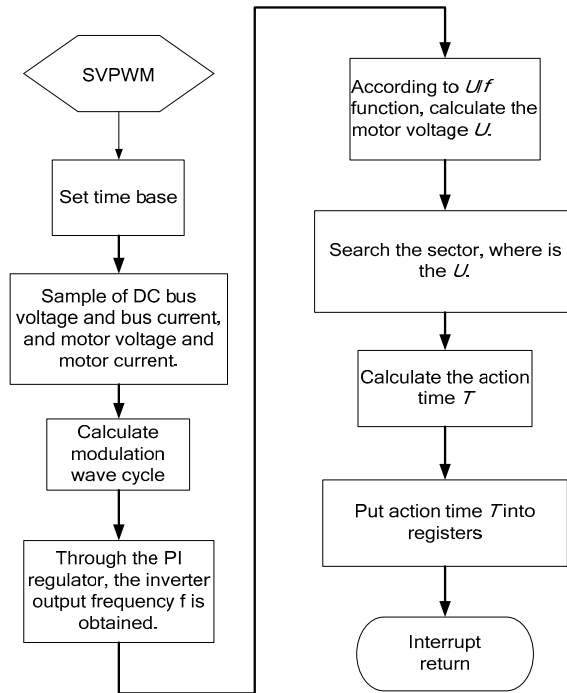 SVPWM
Set time base
Sample of DC bus
voltage and bus current,
and motor voltage and
motor current.
Calculate
modulation
wave cycle
Through the PI
regulator, the inverter
output frequency f is
obtained.
According to U/f
function, calculate the
motor voltage U.
Search the sector, where is
the U.
Calculate the action
time T
Put action time T into
registers
Interrupt
return